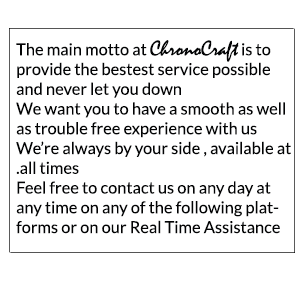 The main motto at ChronoCraft is to
provide the bestest service possible
and never let you down
We want you to have a smooth as well
as trouble free experience with us
We're always by your side , available at
.all times
Feel free to contact us on any day at
any time on any of the following plat-
forms or on our Real Time Assistance